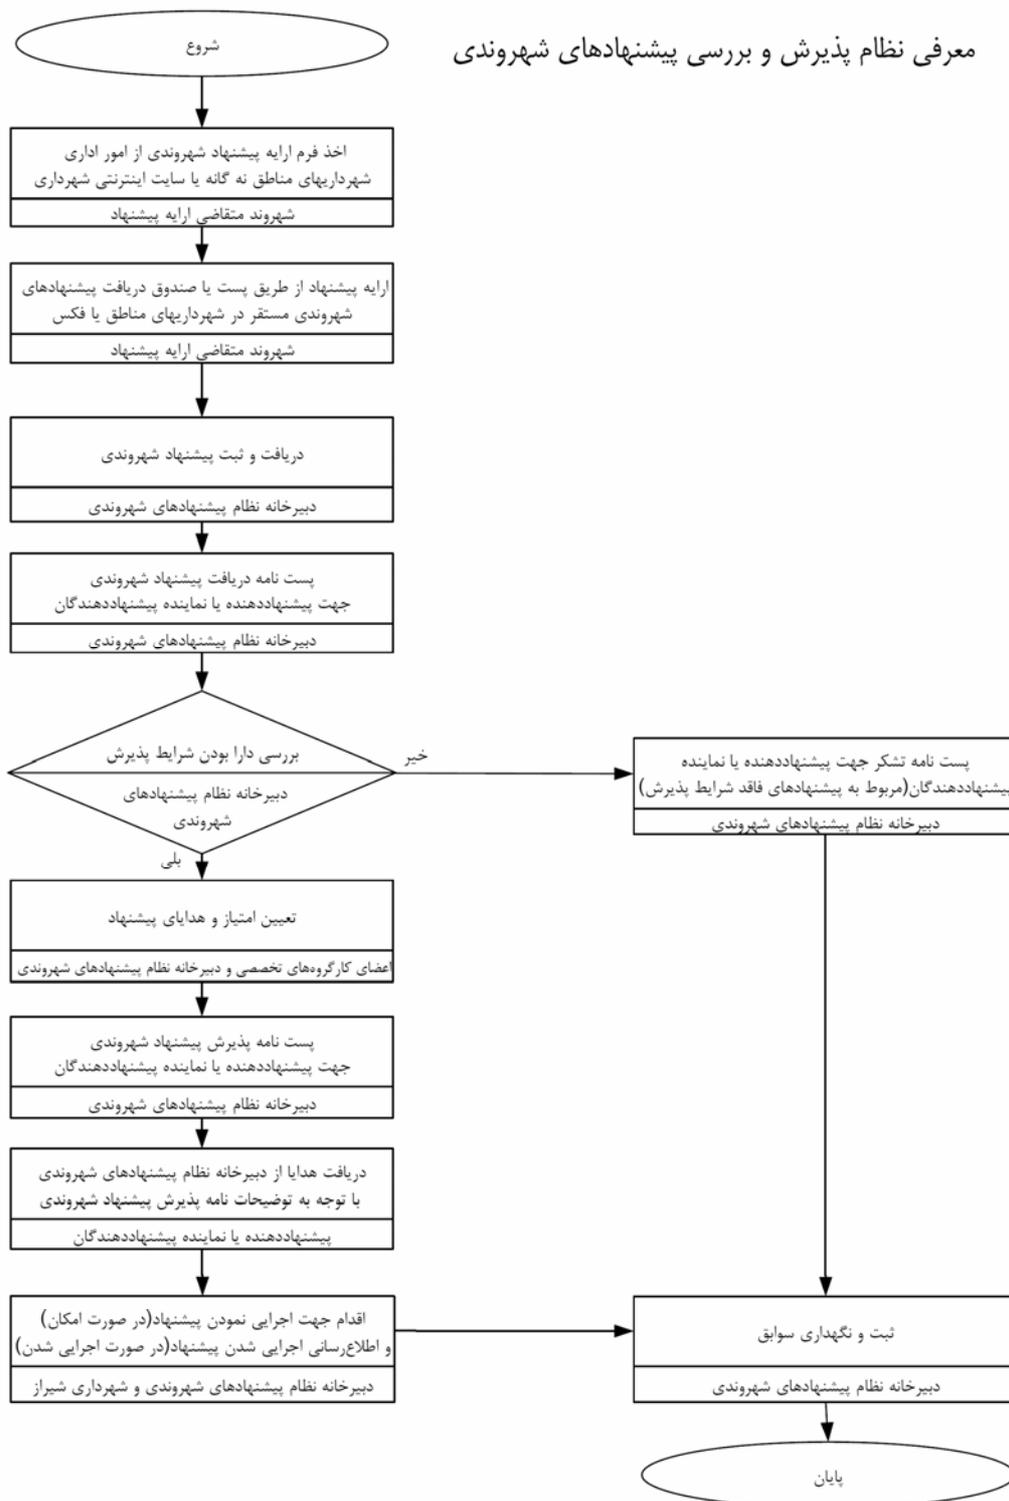 معرفی نظام پذیرش و بررسی پیشنهادهای شهروندی
شروع
اخذ فرم ارایه پیشنهاد شهروندی از امور اداری
شهرداریهای مناطق نه گانه یا سایت اینترنتی شهرداری
شهروند متقاضی ارایه پیشنهاد
ارایه پیشنهاد از طریق پست یا صندوق دریافت پیشنهادهای
شهروندی مستقر در شهرداریهای مناطق یا فکس
شهروند متقاضی ارایه پیشنهاد
دریافت و ثبت پیشنهاد شهروندی
دبیرخانه نظام پیشنهادهای شهروندی
پست نامه دریافت پیشنهاد شهروندی
جهت پیشنهاددهنده یا نماینده پیشنهاددهندگان
دبیرخانه نظام پیشنهادهای شهروندی
بررسی دارا بودن شرایط پذیرش
دبیرخانه نظام پیشنهادهای
شهروندی
خیر
پست نامه تشکر جهت پیشنهاددهنده یا نماینده
پیشنهاددهندگان(مربوط به پیشنهادهای فاقد شرایط پذیرش)
دبیرخانه نظام پیشنهادهای شهروندی
بلی
تعیین امتیاز و هدایای پیشنهاد
اعضای کارگروه‌های تخصصی و دبیرخانه نظام پیشنهادهای شهروندی
پست نامه پذیرش پیشنهاد شهروندی
جهت پیشنهاددهنده یا نماینده پیشنهاددهندگان
دبیرخانه نظام پیشنهادهای شهروندی
دریافت هدایا از دبیرخانه نظام پیشنهادهای شهروندی
با توجه به توضیحات نامه پذیرش پیشنهاد شهروندی
پیشنهاددهنده یا نماینده پیشنهاددهندگان
اقدام جهت اجرایی نمودن پیشنهاد(در صورت امکان)
و اطلاع‌رسانی اجرایی شدن پیشنهاد(در صورت اجرایی شدن)
دبیرخانه نظام پیشنهادهای شهروندی و شهرداری شیراز
ثبت و نگهداری سوابق
دبیرخانه نظام پیشنهادهای شهروندی
پایان